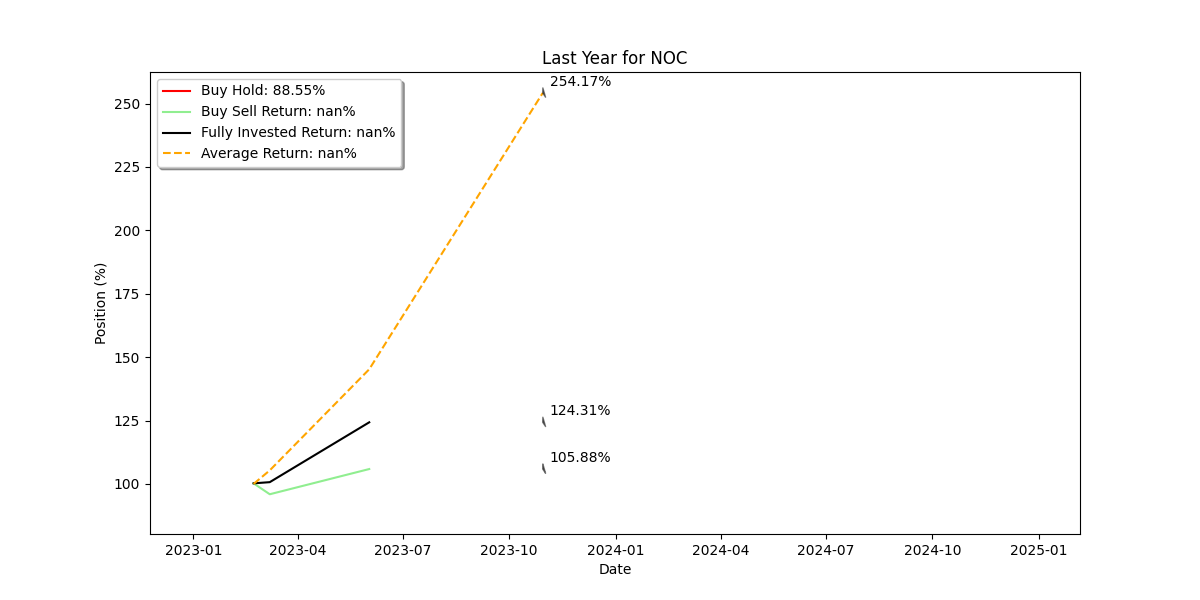 Last Year for NOC
Buy Hold: 88.55%
Buy Sell Return: nan%
Fully Invested Return: nan%
Average Return: nan%
254.17%
124.31%
105.88%
Position (%)
250
225
200
175
150
125
100
2023-01
2023-04
2023-07
2023-10
2024-01
2024-04
2024-07
2024-10
2025-01
Date